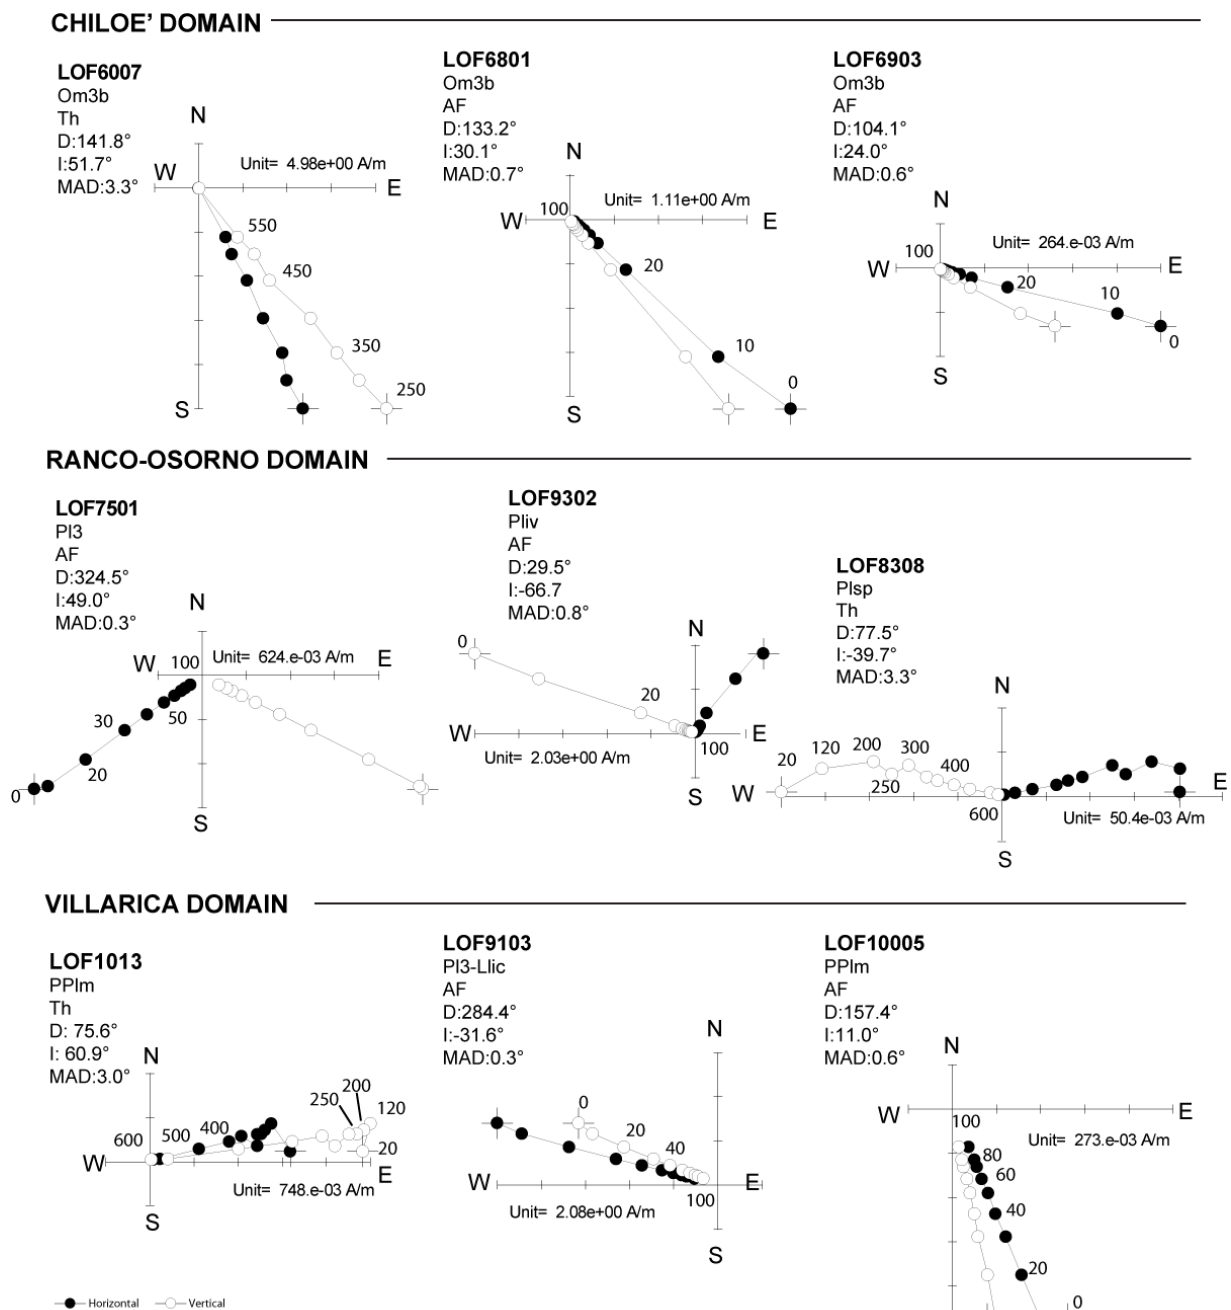 CHILOE' DOMAIN
LOF6007
Om3b
Th
D:141.8°
I:51.7°
MAD:3.3°
N
W
Unit= 4.98e+00 A/m
E
550
450
350
250
S
LOF6801
Om3b
AF
D:133.2°
I:30.1°
MAD:0.7°
N
100
Unit= 1.11e+00 A/m
W
E
20
10
0
S
LOF6903
Om3b
AF
D:104.1°
I:24.0°
MAD:0.6°
N
100
Unit= 264.e-03 A/m
W
E
20
10
0
S
RANCO-OSORNO DOMAIN
LOF7501
Pl3
AF
D:324.5°
I:49.0°
MAD:0.3°
N
W
100
Unit= 624.e-03 A/m
E
30
50
20
0
S
LOF9302
Pliv
AF
D:29.5°
I:-66.7
MAD:0.8°
N
0
20
W
E
Unit= 2.03e+00 A/m
100
S
LOF8308
Plsp
Th
D:77.5°
I:-39.7°
MAD:3.3°
N
20
120
200
300
400
250
W
E
600
Unit= 50.4e-03 A/m
S
VILLARICA DOMAIN
LOF1013
PPlm
Th
D: 75.6°
I: 60.9°
MAD:3.0°
N
200
250
120
400
500
600
20
W
E
Unit= 748.e-03 A/m
S
LOF9103
Pl3-Llic
AF
D:284.4°
I:-31.6°
MAD:0.3°
N
0
20
40
W
E
100
Unit= 2.08e+00 A/m
S
LOF10005
PPlm
AF
D:157.4°
I:11.0°
MAD:0.6°
N
W
E
100
Unit= 273.e-03 A/m
80
60
40
20
0
Horizontal
Vertical